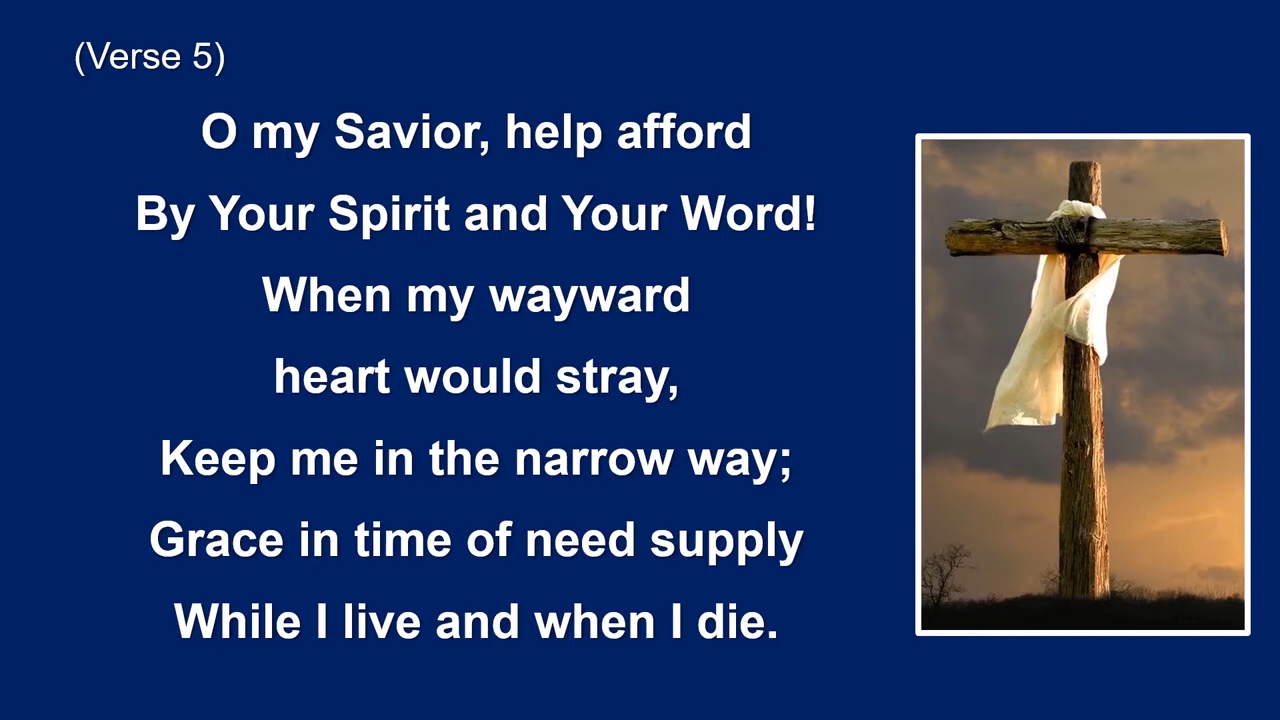 (Verse 5)
O my Savior, help afford
By Your Spirit and Your Word!
When my wayward
heart would stray,
Keep me in the narrow way;
Grace in time of need supply
While I live and when I die.